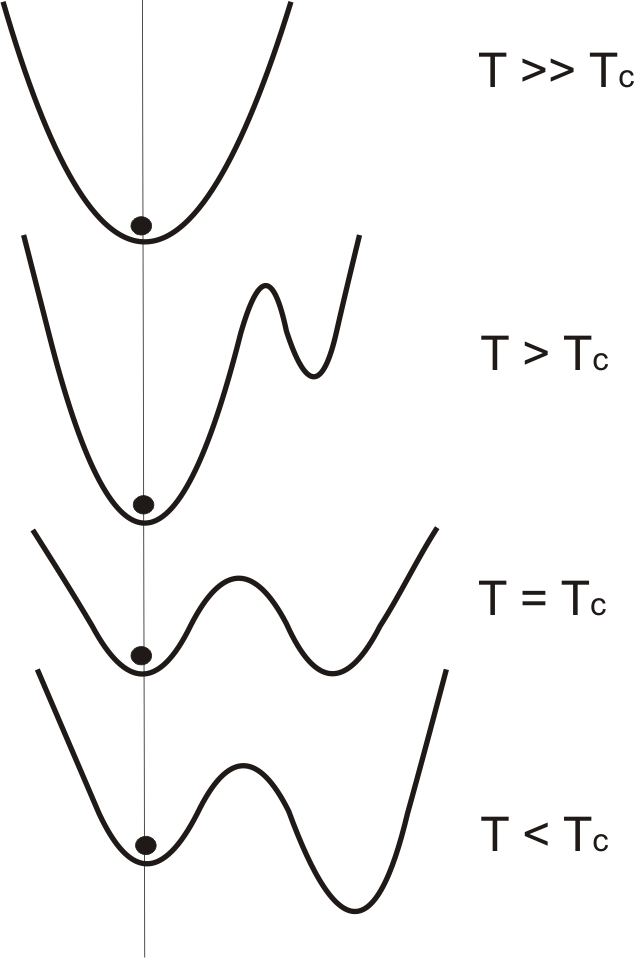 T >> Tc
T > Tc
T = Tc
T < Tc